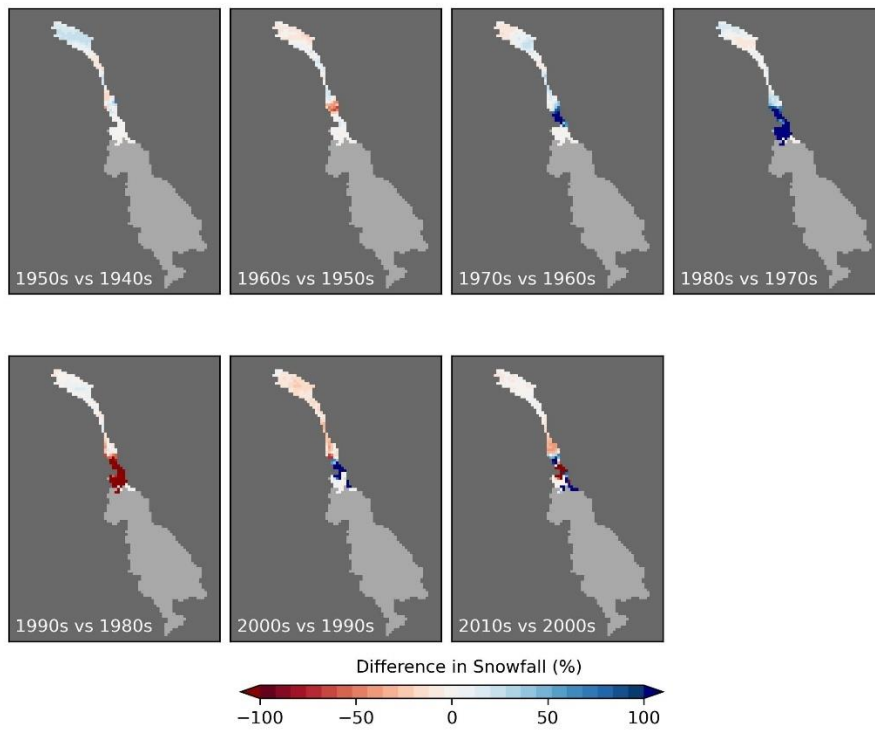 1950s vs 1940s
1960s vs 1950s
1970s vs 1960s
1980s vs 1970s
1990s vs 1980s
2000s vs 1990s
2010s vs 2000s
Difference in Snowfall (%)
−100 −50 0 50 100